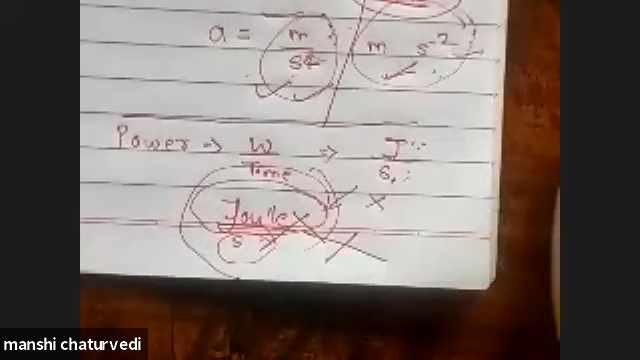 a = m/s² m s⁻²
Power → W/Time ⇒ J/s
Joule/s
manshi chaturvedi